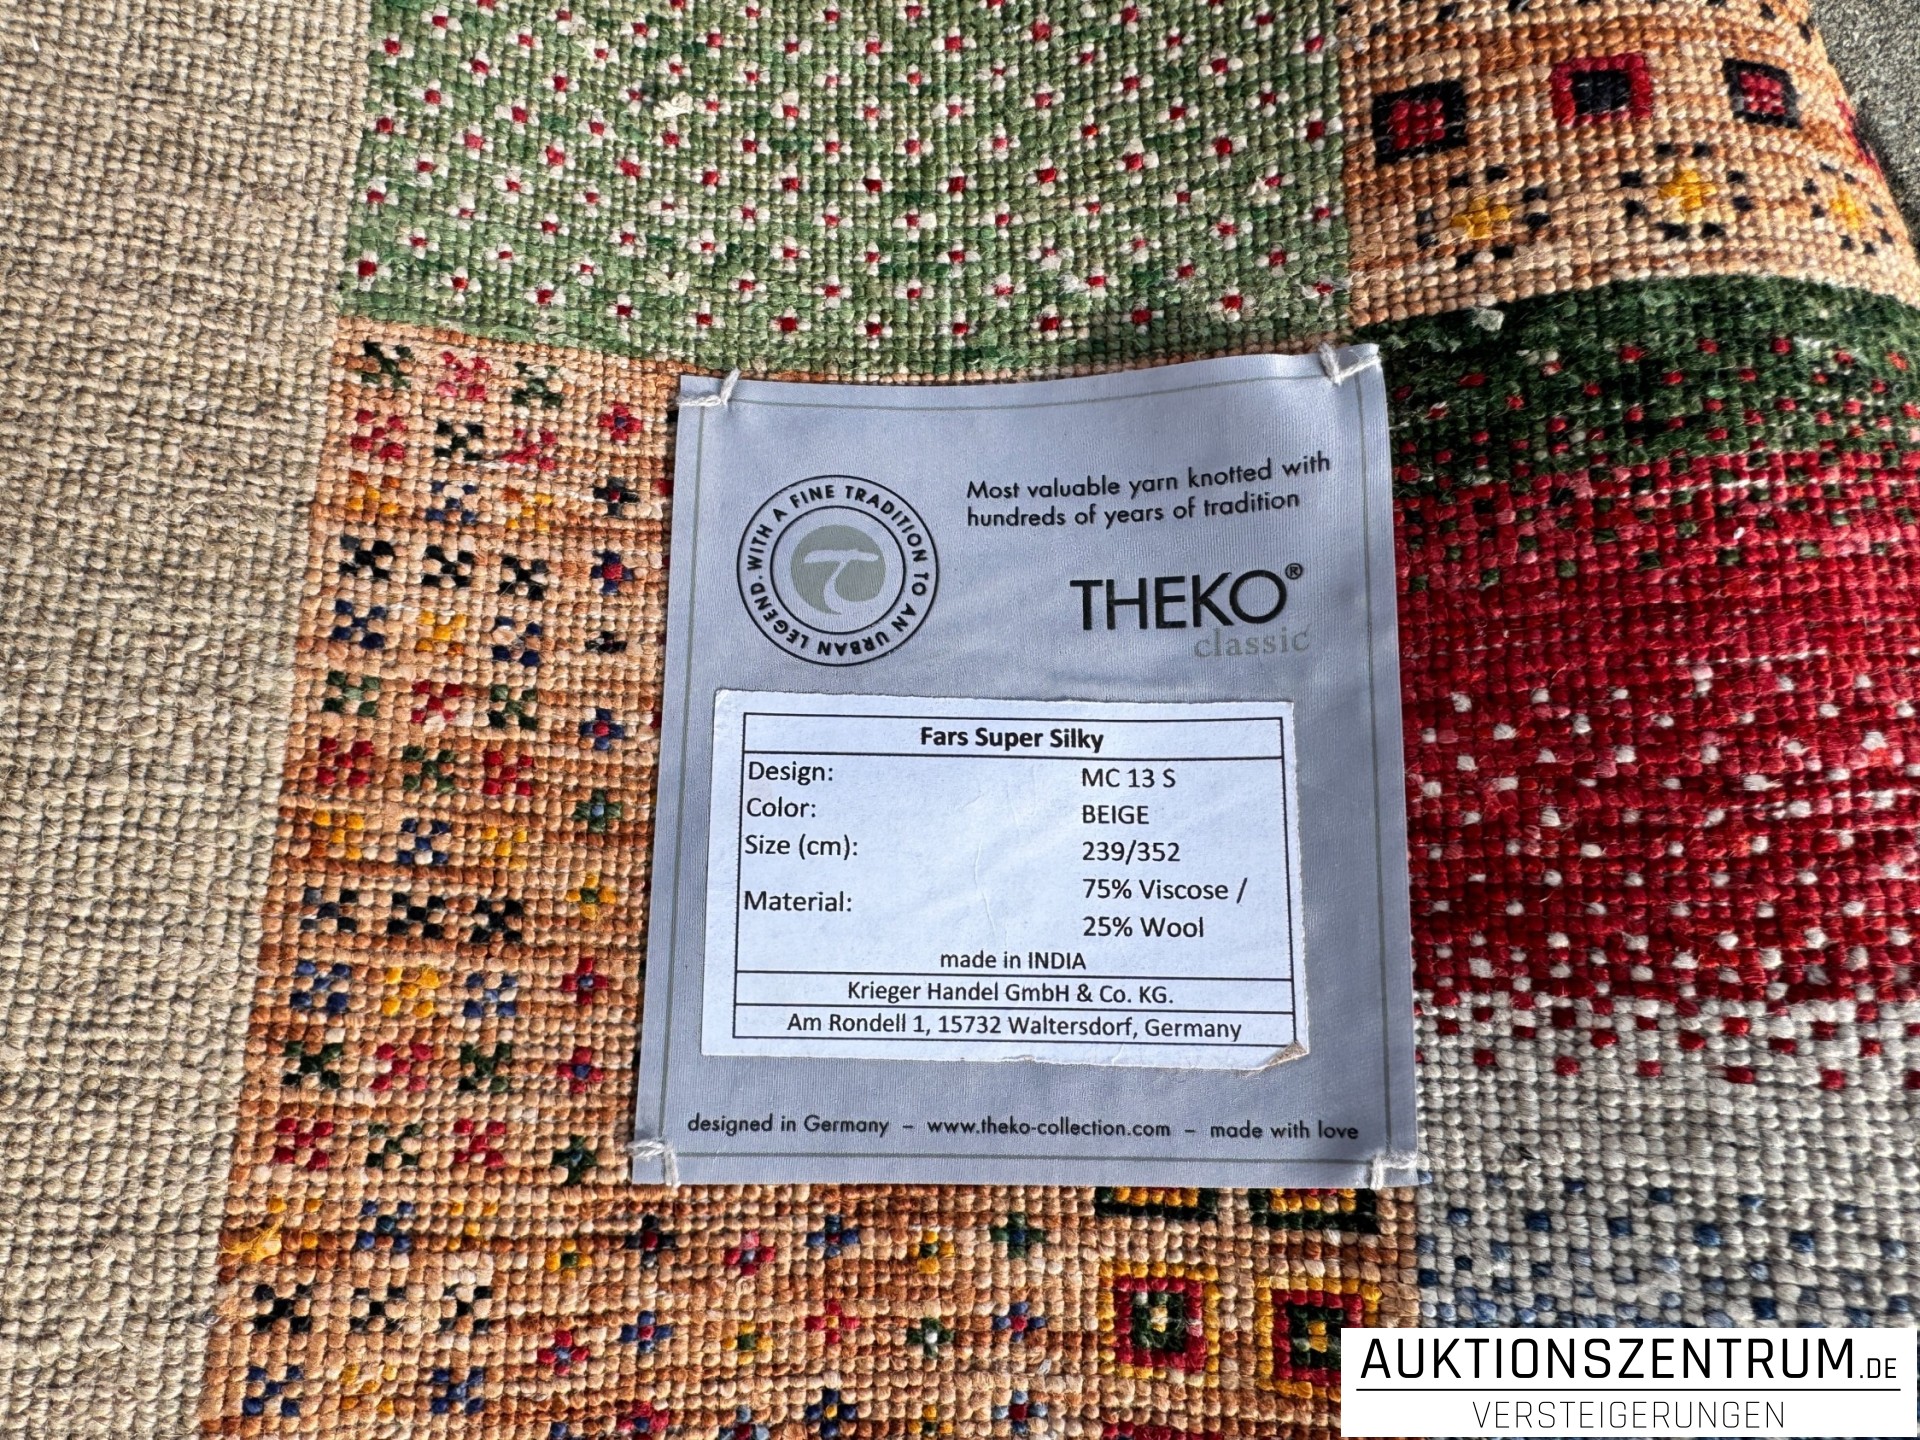 WITH A FINE TRADITION TO AN URBAN LEGEND.
Most valuable yarn knotted with
hundreds of years of tradition
THEKO®
classic
Fars Super Silky
Design: MC 13 S
Color: BEIGE
Size (cm): 239/352
Material: 75% Viscose /
25% Wool
made in INDIA
Krieger Handel GmbH & Co. KG.
Am Rondell 1, 15732 Waltersdorf, Germany
designed in Germany – www.theko-collection.com – made with love
AUKTIONSZENTRUM.DE
VERSTEIGERUNGEN